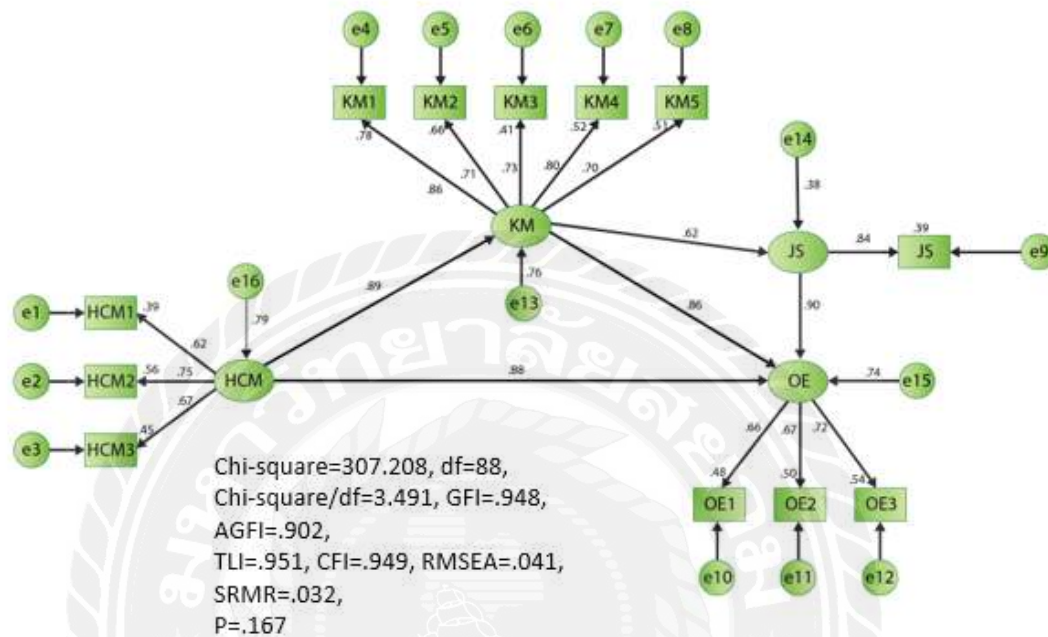 e4 e5 e6 e7 e8
KM1 KM2 KM3 KM4 KM5
.78 .66 .41 .52 .51
e14
.86 .71 .73 .80 .70
.38
KM
.62
JS
.84
.39
JS
e9
e16
.89
.76
e13
.86
.90
e1
HCM1
.39
.79
.62
e2
HCM2
.56
.75
HCM
.88
OE
.74
e15
.67
e3
HCM3
.45
.66 .67 .72
.48 .50 .54
OE1 OE2 OE3
e10 e11 e12
Chi-square=307.208, df=88,
Chi-square/df=3.491, GFI=.948,
AGFI=.902,
TLI=.951, CFI=.949, RMSEA=.041,
SRMR=.032,
P=.167